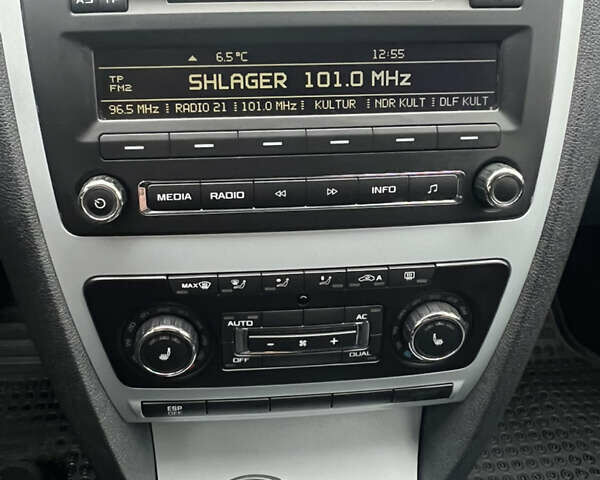 6.5°C 12:55
TP
FM2
SHLAGER 101.0 MHz
96.5 MHz RADIO 21 101.0 MHz KULTUR NDR KULT DLF KULT
MEDIA RADIO INFO
MAX A
AUTO AC
- +
OFF DUAL
ESP
OFF